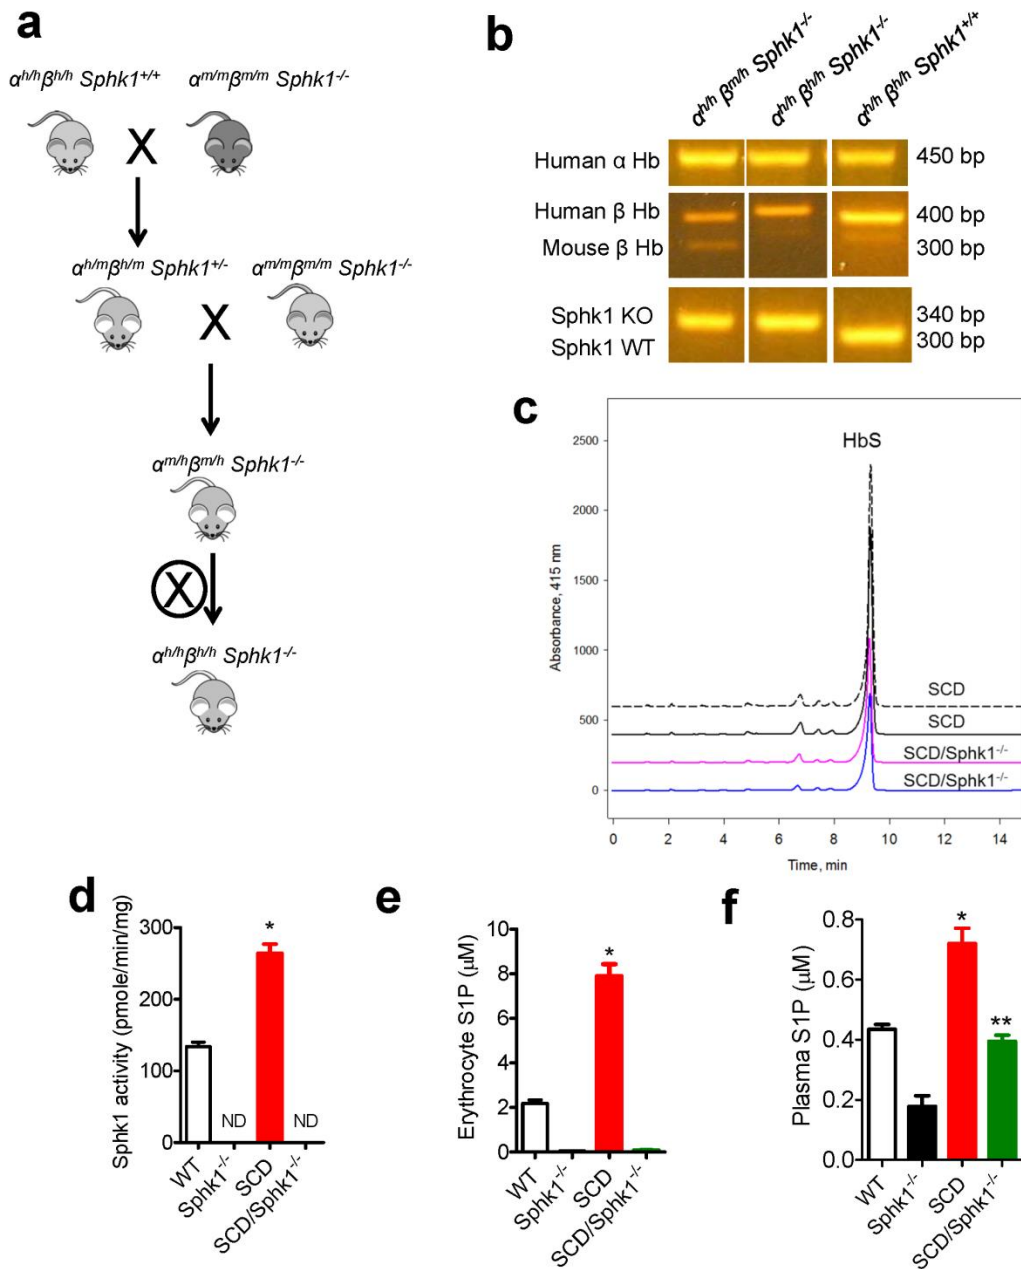 a
α^h/h β^h/h Sphk1^+/+ α^m/m β^m/m Sphk1^-/-
X
α^h/m β^h/m Sphk1^+/- α^m/m β^m/m Sphk1^-/-
X
α^m/h β^m/h Sphk1^-/-
X
α^h/h β^h/h Sphk1^-/-
b
α^h/h β^m/h Sphk1^-/-
α^h/h β^h/h Sphk1^-/-
α^h/h β^h/h Sphk1^+/+
Human α Hb 450 bp
Human β Hb 400 bp
Mouse β Hb 300 bp
Sphk1 KO 340 bp
Sphk1 WT 300 bp
c
HbS
Absorbance, 415 nm
2500
2000
1500
1000
500
0
SCD
SCD
SCD/Sphk1^-/-
SCD/Sphk1^-/-
0 2 4 6 8 10 12 14
Time, min
d
Sphk1 activity (pmole/min/mg)
300
200
100
0
*
ND
ND
WT
Sphk1^-/-
SCD
SCD/Sphk1^-/-
e
Erythrocyte S1P (μM)
10
8
6
4
2
0
*
WT
Sphk1^-/-
SCD
SCD/Sphk1^-/-
f
Plasma S1P (μM)
0.8
0.6
0.4
0.2
0.0
*
**
WT
Sphk1^-/-
SCD
SCD/Sphk1^-/-